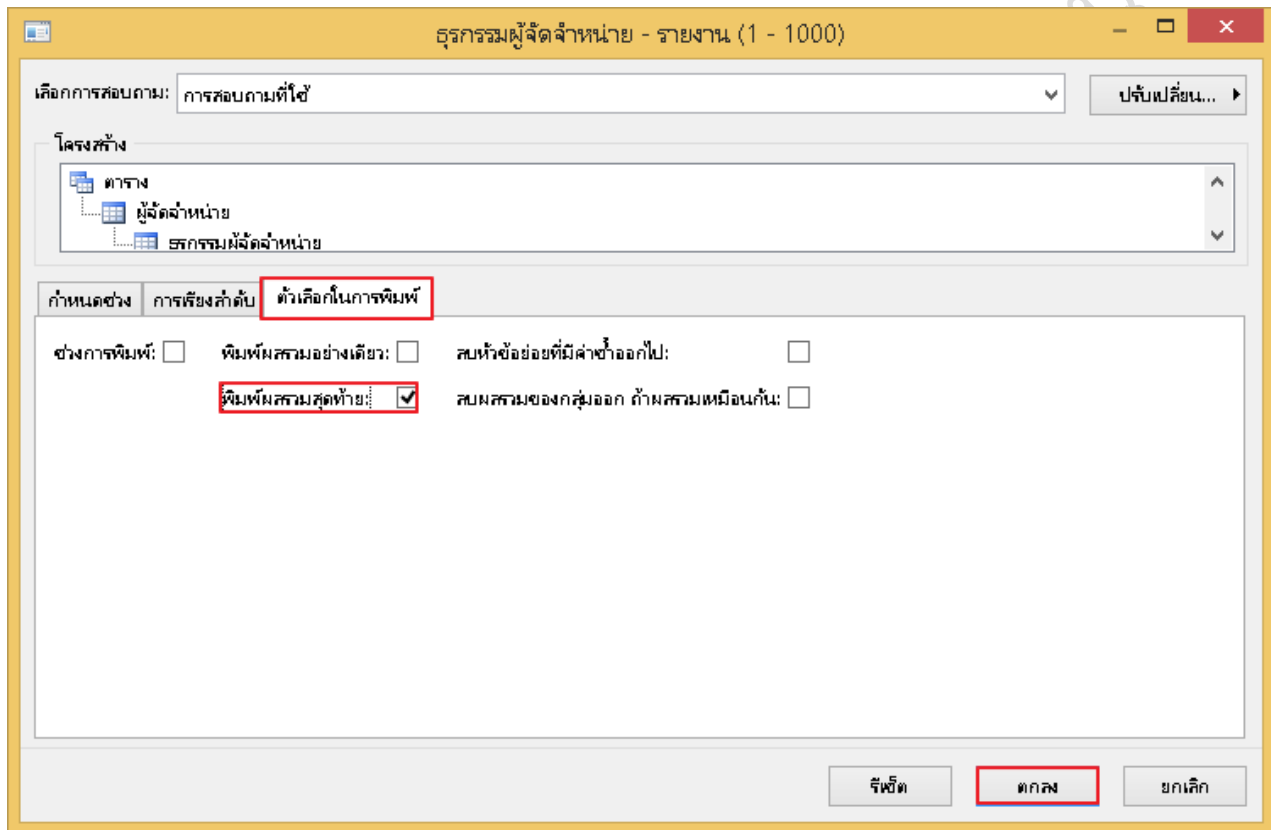 ธุรกรรมผู้จัดจำหน่าย - รายงาน (1 - 1000)
เลือกการสอบถาม: การสอบถามที่ใช้ ปรับเปลี่ยน...
โครงสร้าง
ตาราง
ผู้จัดจำหน่าย
ธุรกรรมผู้จัดจำหน่าย
กำหนดช่วง การเรียงลำดับ ตัวเลือกในการพิมพ์
ช่วงการพิมพ์: พิมพ์ผลรวมอย่างเดียว: ลบหัวข้อย่อยที่มีค่าซ้ำออกไป:
พิมพ์ผลรวมสุดท้าย: ลบผลรวมของกลุ่มออก ถ้าผลรวมเหมือนกัน:
รีเซ็ต ตกลง ยกเลิก